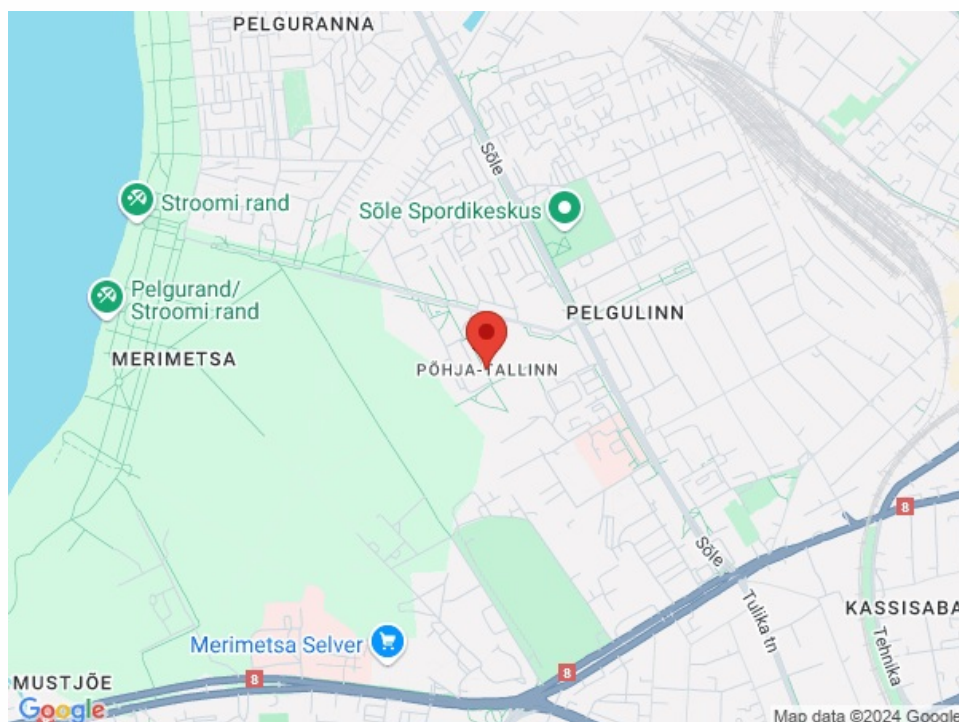 PELGURANNA
Sõle
Stroomi rand
Sõle Spordikeskus
Pelgurand/
Stroomi rand
PELGULINN
MERIMETSA
PÕHJA-TALLINN
8
Sõle
Tulika tn
KASSISABA
Tehnika
Merimetsa Selver
8
8
MUSTJÕE
Google
Map data ©2024 Google